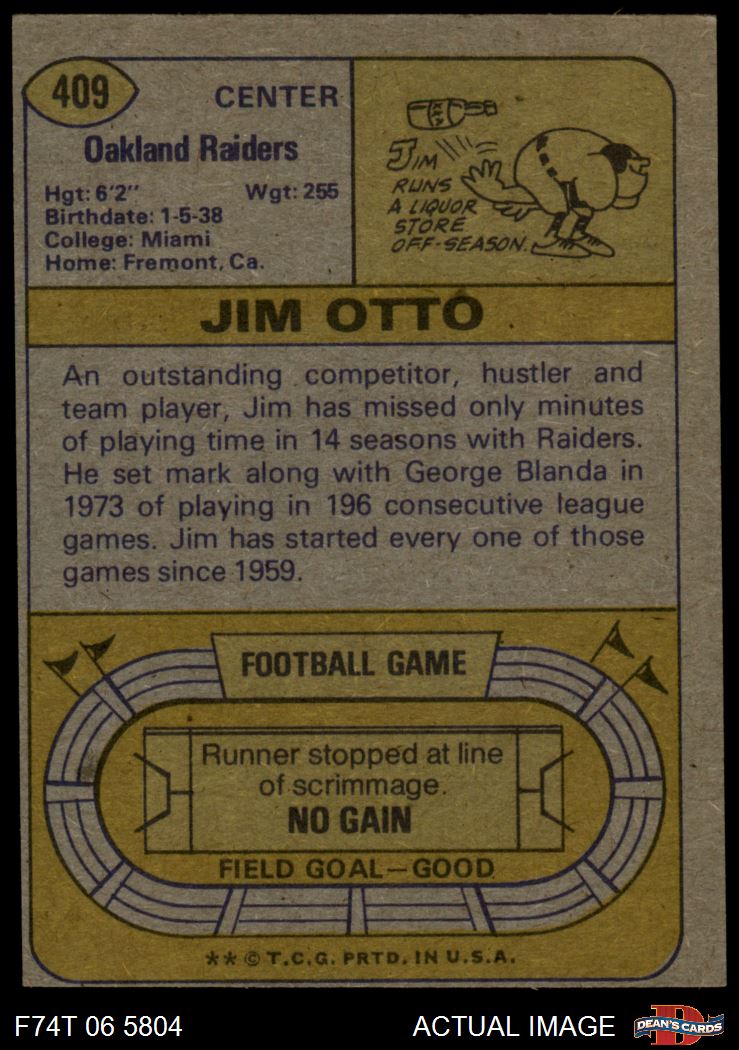 409
CENTER
Oakland Raiders
Hgt: 6'2" Wgt: 255
Birthdate: 1-5-38
College: Miami
Home: Fremont, Ca.
JIM
RUNS
A LIQUOR
STORE
OFF-SEASON.
JIM OTTO
An outstanding competitor, hustler and
team player, Jim has missed only minutes
of playing time in 14 seasons with Raiders.
He set mark along with George Blanda in
1973 of playing in 196 consecutive league
games. Jim has started every one of those
games since 1959.
FOOTBALL GAME
Runner stopped at line
of scrimmage.
NO GAIN
FIELD GOAL—GOOD
** © T.C.G. PRTD. IN U.S.A.
F74T 06 5804 ACTUAL IMAGE
D
DEAN'S CARDS